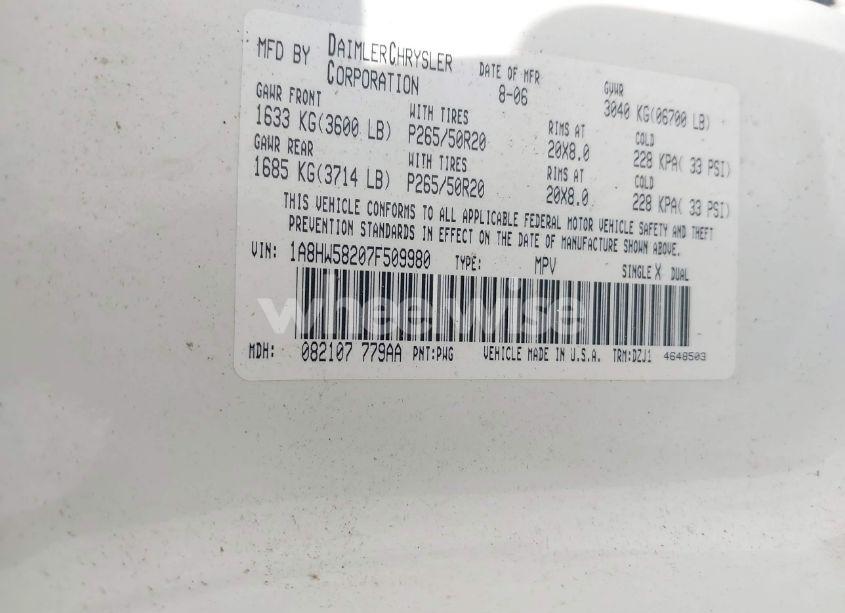 MFD BY DAIMLERCHRYSLER CORPORATION DATE OF MFR 8-06 GVWR 3040 KG(06700 LB)
GAWR FRONT 1633 KG(3600 LB) WITH TIRES P265/50R20 RIMS AT 20X8.0 COLD 228 KPA( 33 PSI)
GAWR REAR 1685 KG(3714 LB) WITH TIRES P265/50R20 RIMS AT 20X8.0 COLD 228 KPA( 33 PSI)
THIS VEHICLE CONFORMS TO ALL APPLICABLE FEDERAL MOTOR VEHICLE SAFETY AND THEFT
PREVENTION STANDARDS IN EFFECT ON THE DATE OF MANUFACTURE SHOWN ABOVE.
VIN: 1A8HW58207F509980 TYPE: MPV SINGLE X DUAL
wheelwise
MDH: 082107 779AA PNT:PWG VEHICLE MADE IN U.S.A. TRM:DZJ1 4648503